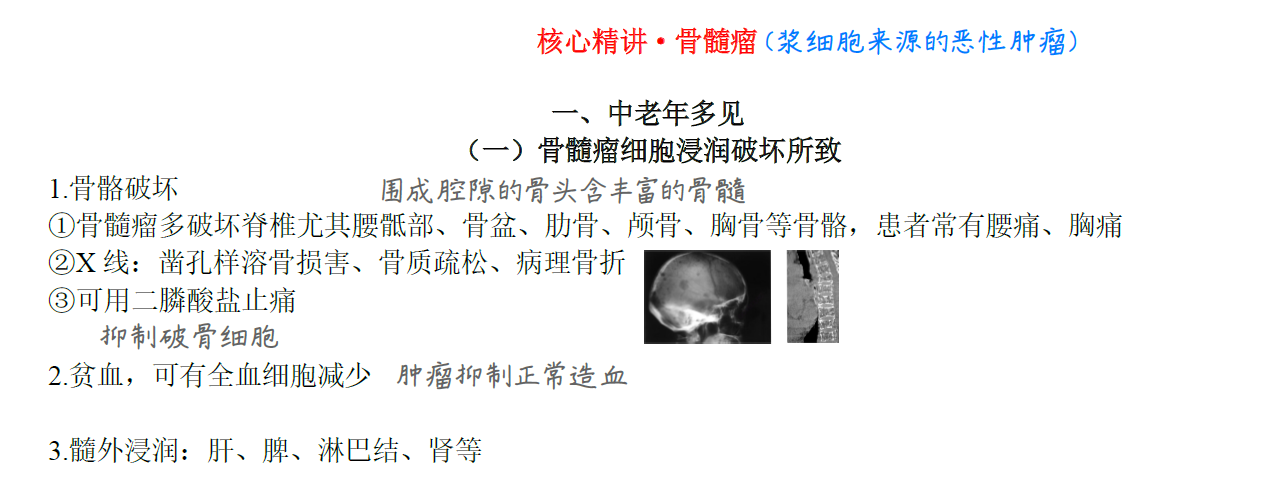 核心精讲·骨髓瘤(浆细胞来源的恶性肿瘤)
一、中老年多见
（一）骨髓瘤细胞浸润破坏所致
1.骨骼破坏 围成腔隙的骨头含丰富的骨髓
①骨髓瘤多破坏脊椎尤其腰骶部、骨盆、肋骨、颅骨、胸骨等骨骼，患者常有腰痛、胸痛
②X 线：凿孔样溶骨损害、骨质疏松、病理骨折
③可用二膦酸盐止痛
抑制破骨细胞
2.贫血，可有全血细胞减少 肿瘤抑制正常造血
3.髓外浸润：肝、脾、淋巴结、肾等